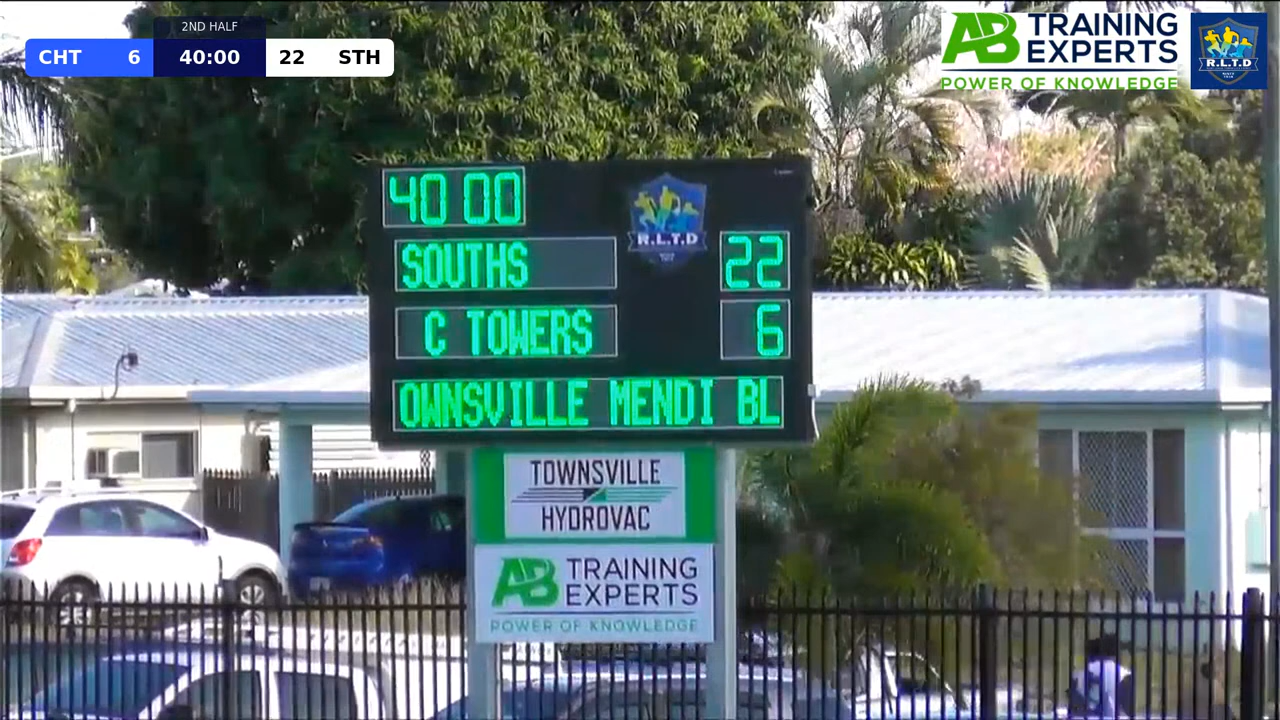 2ND HALF
CHT 6 40:00 22 STH
AB TRAINING EXPERTS
POWER OF KNOWLEDGE
R.L.T.D
40 00
R.L.T.D
SOUTHS 22
C TOWERS 6
OWNSVILLE MENDI BL
TOWNSVILLE
HYDROVAC
AB TRAINING EXPERTS
POWER OF KNOWLEDGE